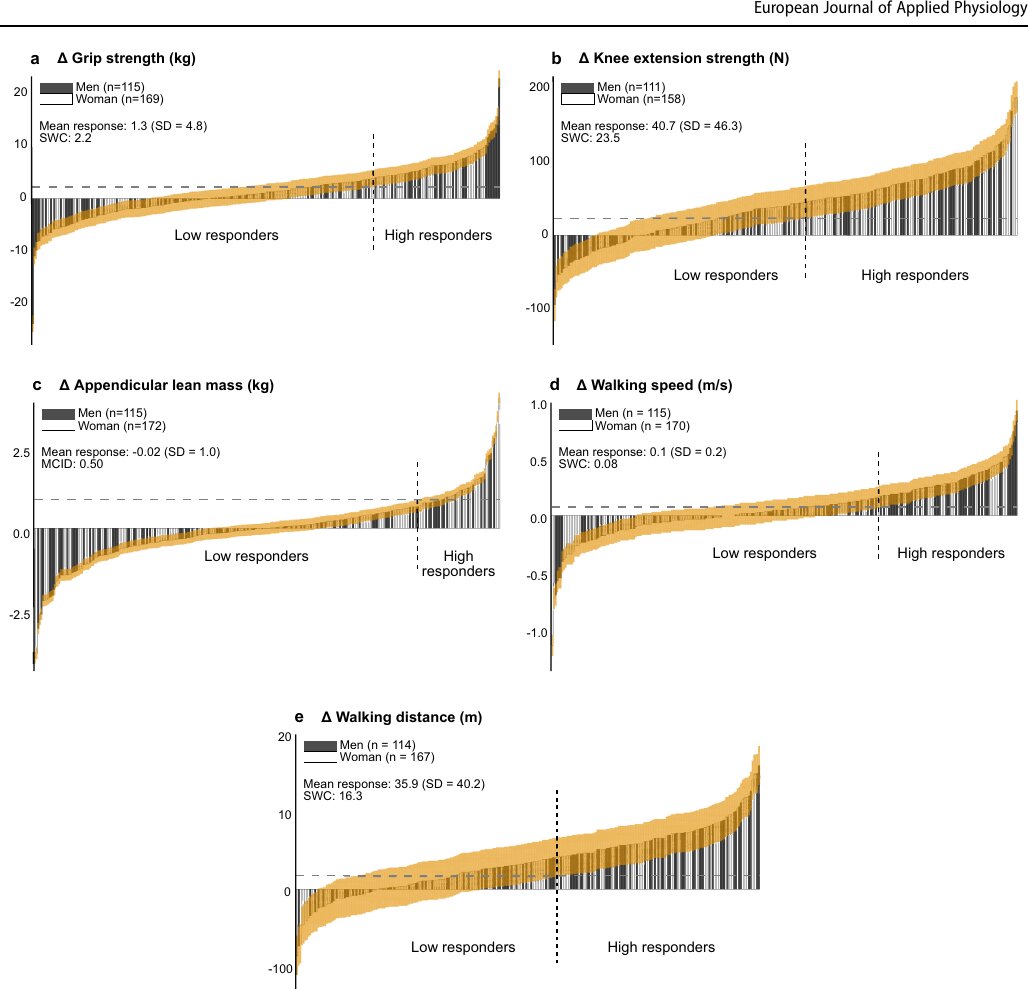 European Journal of Applied Physiology
a Δ Grip strength (kg)
Men (n=115)
Woman (n=169)
Mean response: 1.3 (SD = 4.8)
SWC: 2.2
20
10
0
-10
-20
Low responders
High responders
b Δ Knee extension strength (N)
Men (n=111)
Woman (n=158)
Mean response: 40.7 (SD = 46.3)
SWC: 23.5
200
100
0
-100
Low responders
High responders
c Δ Appendicular lean mass (kg)
Men (n=115)
Woman (n=172)
Mean response: -0.02 (SD = 1.0)
MCID: 0.50
2.5
0.0
-2.5
Low responders
High
responders
d Δ Walking speed (m/s)
Men (n = 115)
Woman (n = 170)
Mean response: 0.1 (SD = 0.2)
SWC: 0.08
1.0
0.5
0.0
-0.5
-1.0
Low responders
High responders
e Δ Walking distance (m)
Men (n = 114)
Woman (n = 167)
Mean response: 35.9 (SD = 40.2)
SWC: 16.3
20
10
0
-100
Low responders
High responders